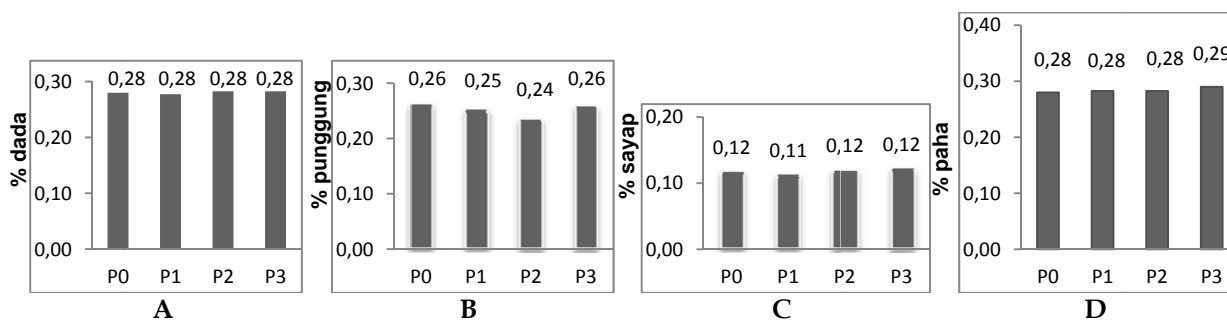 % dada
0,30
0,20
0,10
0,00
0,28 0,28 0,28 0,28
P0 P1 P2 P3
A
% punggung
0,30
0,20
0,10
0,00
0,26 0,25 0,24 0,26
P0 P1 P2 P3
B
% sayap
0,20
0,10
0,00
0,12 0,11 0,12 0,12
P0 P1 P2 P3
C
% paha
0,40
0,30
0,20
0,10
0,00
0,28 0,28 0,28 0,29
P0 P1 P2 P3
D